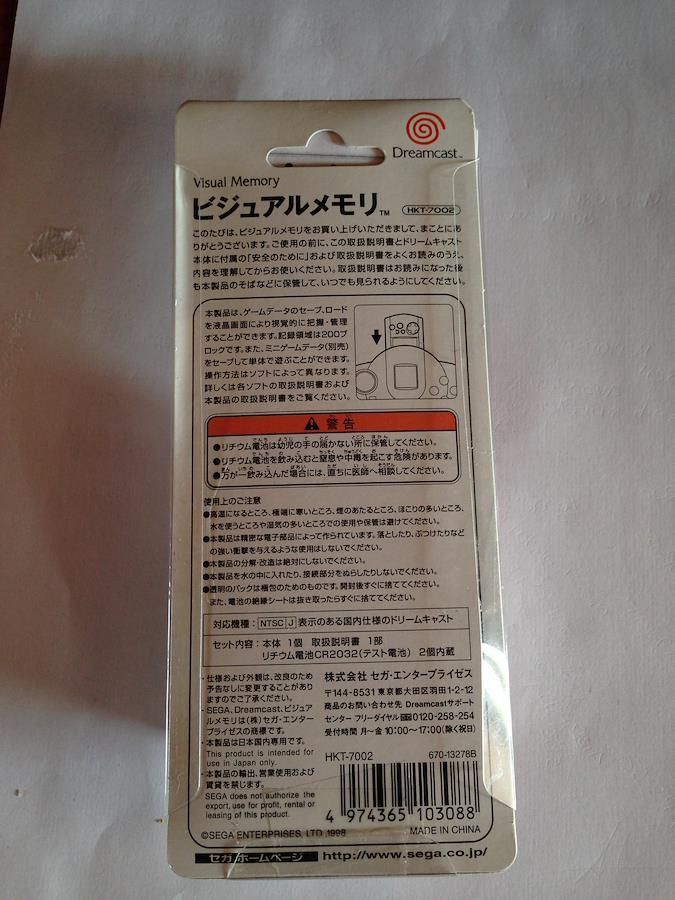 Dreamcast™
Visual Memory
ビジュアルメモリ™ HKT-7002
このたびは、ビジュアルメモリをお買い上げいただきまして、まことにあ
りがとうございます。ご使用の前に、この取扱説明書とドリームキャスト
本体に付属の「安全のために」および取扱説明書をよくお読みのうえ、
内容を理解してからお使いください。取扱説明書はお読みになった後
も本製品のそばなどに保管して、いつでも見られるようにしてください。
本製品は、ゲームデータのセーブ、ロード
を液晶画面により視覚的に把握・管理
することができます。記録領域は200ブ
ロックです。また、ミニゲームデータ(別売)
をセーブして単体で遊ぶことができます。
操作方法はソフトによって異なります。
詳しくは各ソフトの取扱説明書および
本製品の取扱説明書をご覧ください。
警告
●リチウム電池は幼児の手の届かない所に保管してください。
●リチウム電池を飲み込むと窒息や中毒を起こす危険があります。
●万が一飲み込んだ場合には、直ちに医師へ相談してください。
使用上のご注意
●高温になるところ、極端に寒いところ、煙のあたるところ、ほこりの多いところ、
水を使うところや湿気の多いところでの使用や保管は避けてください。
●本製品は精密な電子部品によって作られています。落としたり、ぶつけたりなど
の強い衝撃を与えるような使用はしないでください。
●本製品の分解・改造は絶対にしないでください。
●本製品を水の中に入れたり、接続部分をぬらしたりしないでください。
●透明のパックは梱包のためのものです。開封後すぐに捨ててください。
また、電池の絶縁シートは抜き取ったらすぐに捨ててください。
対応機種：NTSC J 表示のある国内仕様のドリームキャスト
セット内容：本体 1個 取扱説明書 1部
リチウム電池CR2032(テスト電池) 2個内蔵
・仕様および外観は、改良のため
予告なしに変更することがあり
ますのでご了承ください。
・SEGA、Dreamcast、ビジュア
ルメモリは(株)セガ・エンター
プライゼスの商標です。
・本製品は日本国内専用です。
This product is intended for
use in Japan only.
・本製品の輸出、営業使用および
賃貸を禁じます。
SEGA does not authorize the
export, use for profit, rental or
leasing of this product.
株式会社 セガ・エンタープライゼス
〒144-8531 東京都大田区羽田1-2-12
商品のお問い合わせ先 Dreamcastサポート
センター フリーダイヤル 0120-258-254
受付時間 月〜金 10:00〜17:00(除く祝日)
HKT-7002 670-13278B
4 974365 103088
©SEGA ENTERPRISES, LTD. 1998 MADE IN CHINA
セガ ホームページ http://www.sega.co.jp/